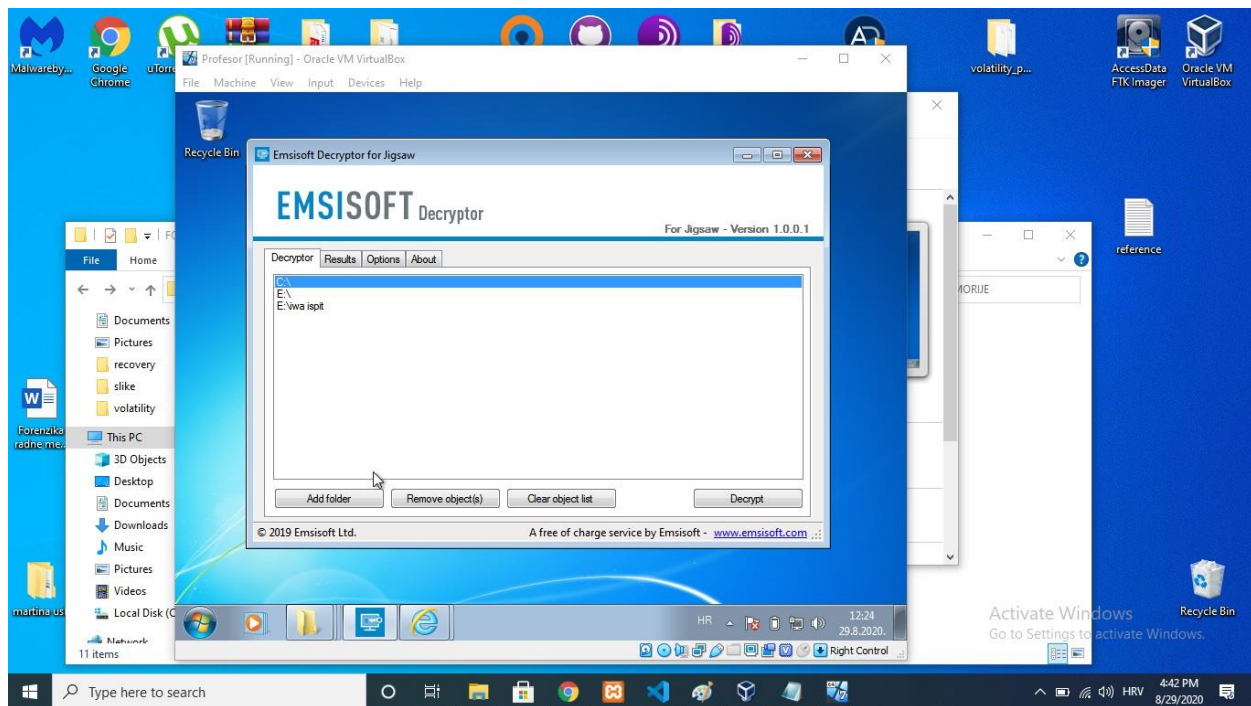 Malwareby...
Google Chrome
uTorre
volatility_p...
AccessData FTK Imager
Oracle VM VirtualBox
Profesor [Running] - Oracle VM VirtualBox
File Machine View Input Devices Help
Recycle Bin
Emsisoft Decryptor for Jigsaw
EMSISOFT Decryptor
For Jigsaw - Version 1.0.0.1
Decryptor Results Options About
C:\
E:\
E:\iwa ispit
Add folder Remove object(s) Clear object list Decrypt
© 2019 Emsisoft Ltd.
A free of charge service by Emsisoft - www.emsisoft.com
HR
12:24
29.8.2020.
Right Control
File Home
Documents
Pictures
recovery
slike
volatility
This PC
3D Objects
Desktop
Documents
Downloads
Music
Pictures
Videos
Local Disk (C
Network
11 items
MORIJE
reference
Forenzika
radne me...
martina us
Recycle Bin
Activate Windows
Go to Settings to activate Windows.
Type here to search
HRV
4:42 PM
8/29/2020